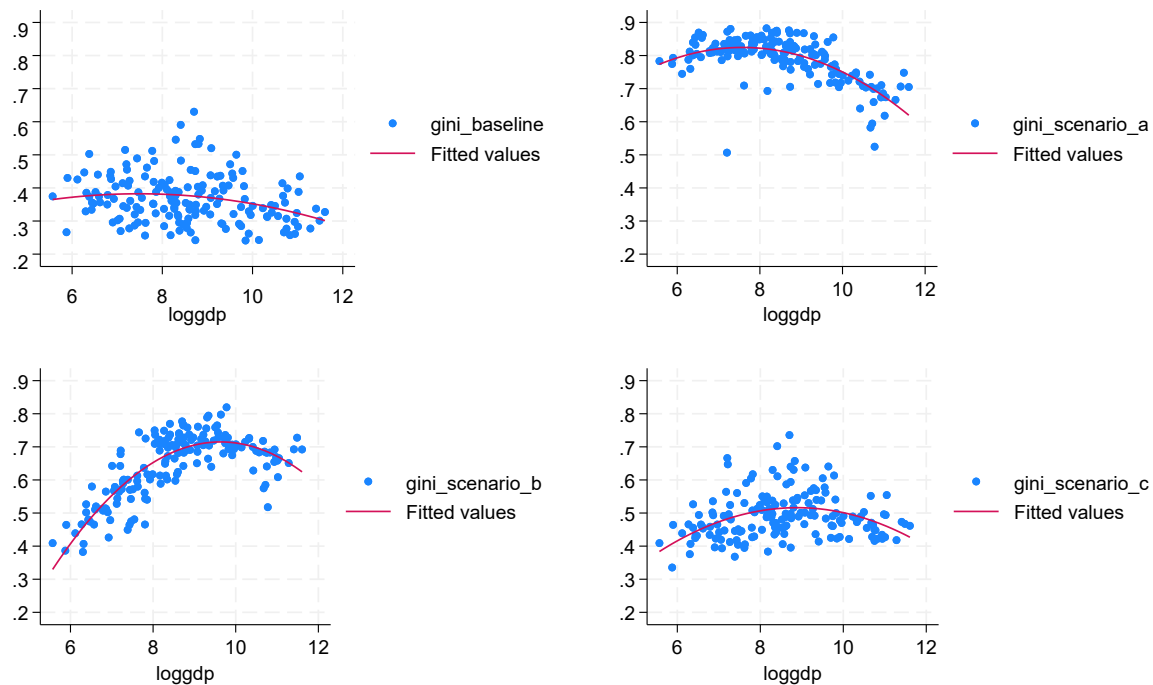 .9
.8
.7
.6
.5
.4
.3
.2
6 8 10 12
loggdp
gini_baseline
Fitted values
.9
.8
.7
.6
.5
.4
.3
.2
6 8 10 12
loggdp
gini_scenario_a
Fitted values
.9
.8
.7
.6
.5
.4
.3
.2
6 8 10 12
loggdp
gini_scenario_b
Fitted values
.9
.8
.7
.6
.5
.4
.3
.2
6 8 10 12
loggdp
gini_scenario_c
Fitted values